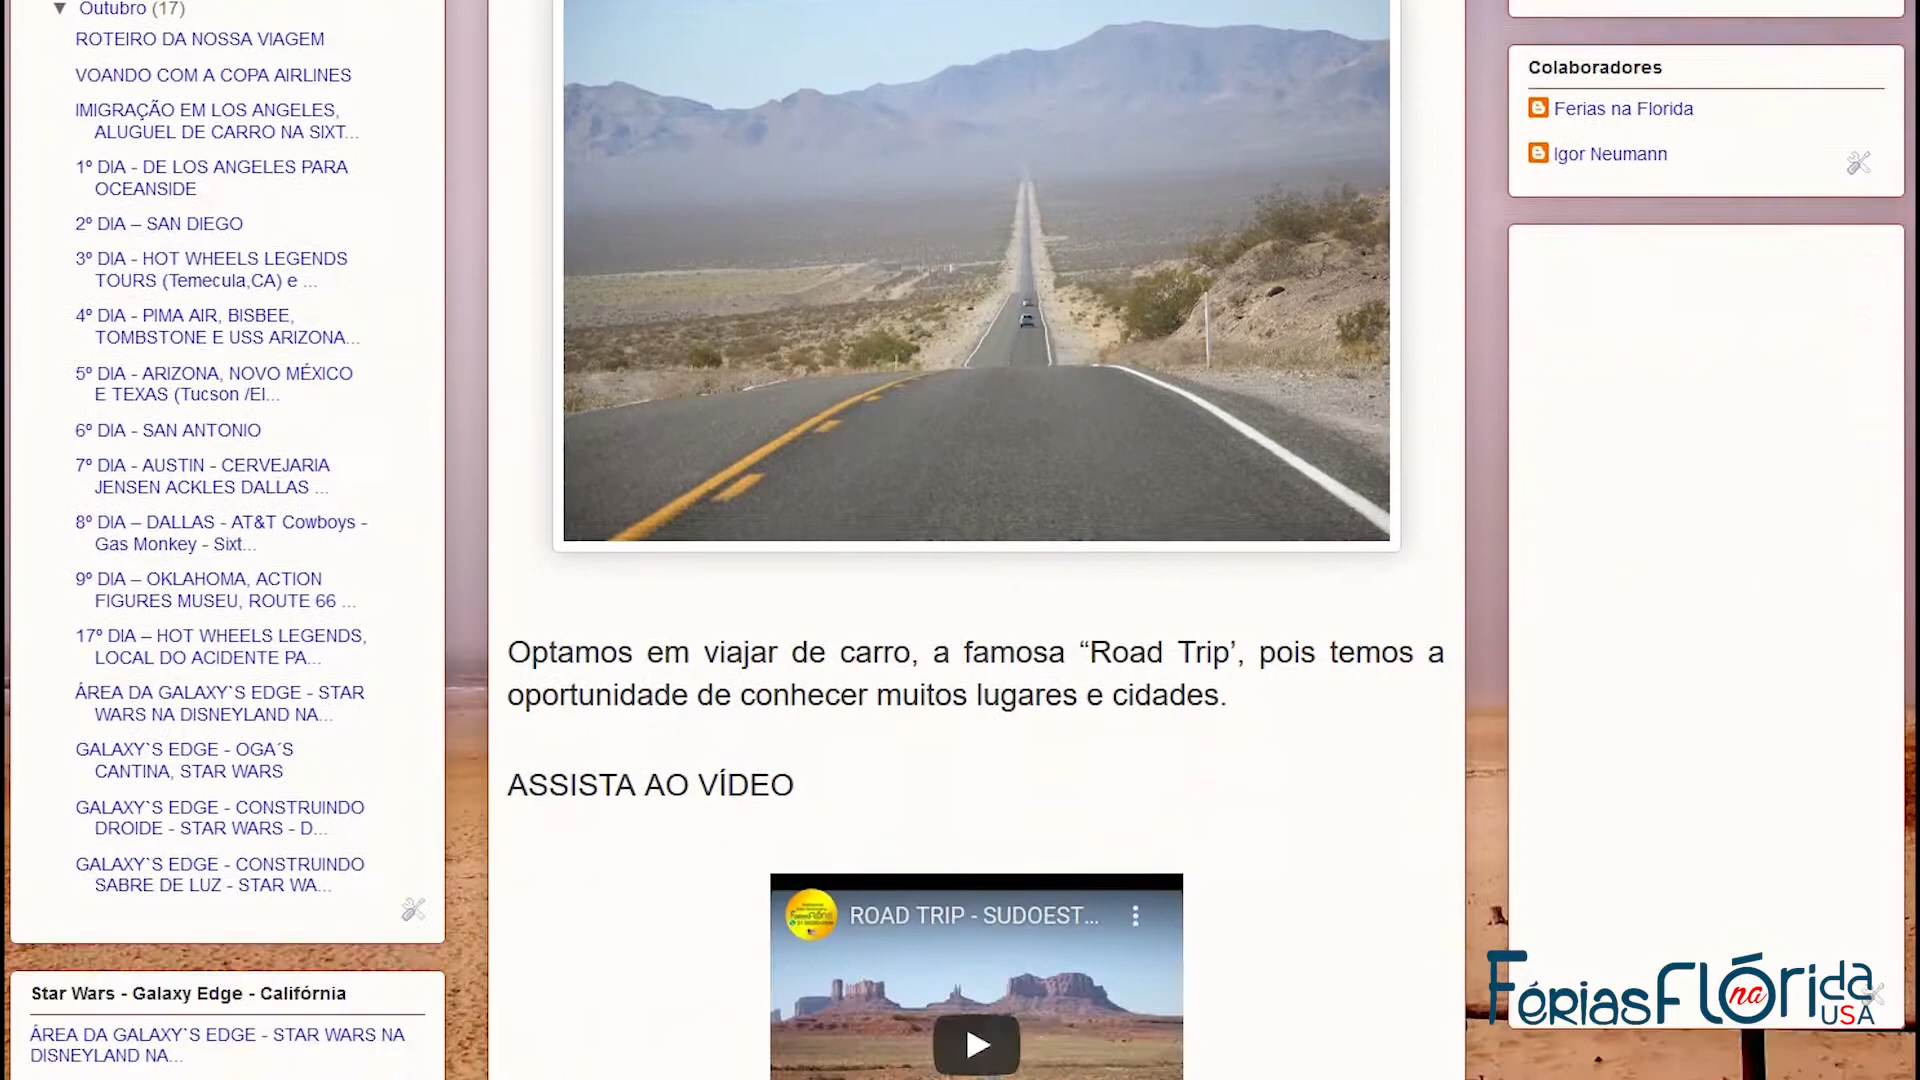 Outubro (17)
ROTEIRO DA NOSSA VIAGEM
VOANDO COM A COPA AIRLINES
IMIGRAÇÃO EM LOS ANGELES,
ALUGUEL DE CARRO NA SIXT...
1º DIA - DE LOS ANGELES PARA
OCEANSIDE
2º DIA – SAN DIEGO
3º DIA - HOT WHEELS LEGENDS
TOURS (Temecula,CA) e ...
4º DIA - PIMA AIR, BISBEE,
TOMBSTONE E USS ARIZONA...
5º DIA - ARIZONA, NOVO MÉXICO
E TEXAS (Tucson /El...
6º DIA - SAN ANTONIO
7º DIA - AUSTIN - CERVEJARIA
JENSEN ACKLES DALLAS ...
8º DIA – DALLAS - AT&T Cowboys -
Gas Monkey - Sixt...
9º DIA – OKLAHOMA, ACTION
FIGURES MUSEU, ROUTE 66 ...
17º DIA – HOT WHEELS LEGENDS,
LOCAL DO ACIDENTE PA...
ÁREA DA GALAXY`S EDGE - STAR
WARS NA DISNEYLAND NA...
GALAXY`S EDGE - OGA´S
CANTINA, STAR WARS
GALAXY`S EDGE - CONSTRUINDO
DROIDE - STAR WARS - D...
GALAXY`S EDGE - CONSTRUINDO
SABRE DE LUZ - STAR WA...
Star Wars - Galaxy Edge - Califórnia
ÁREA DA GALAXY`S EDGE - STAR WARS NA
DISNEYLAND NA...
Optamos em viajar de carro, a famosa “Road Trip’, pois temos a
oportunidade de conhecer muitos lugares e cidades.
ASSISTA AO VÍDEO
ROAD TRIP - SUDOEST...
Colaboradores
Ferias na Florida
Igor Neumann
Férias na Flórida
USA